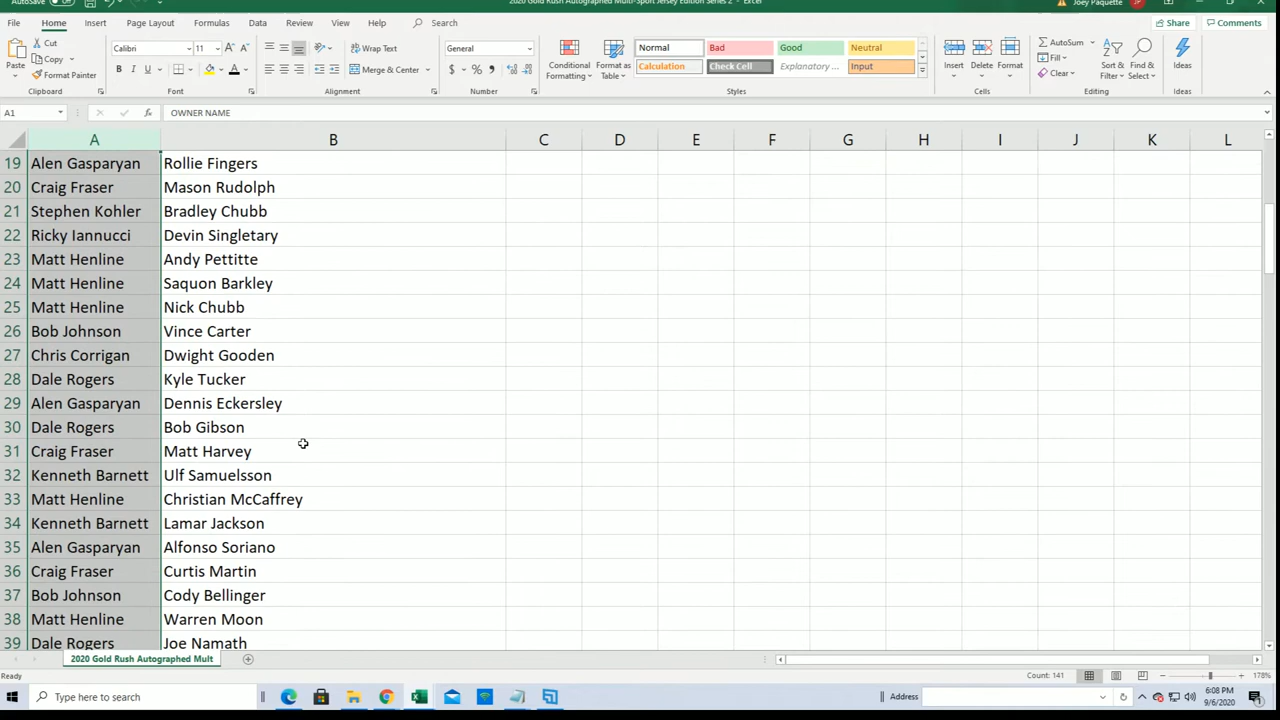 AutoSave Off 2020 Gold Rush Autographed Multi-Sport Jersey Edition Series 2 - Excel Joey Paquette JP
File Home Insert Page Layout Formulas Data Review View Help Search Share Comments
Paste Cut Copy Format Painter Clipboard
Calibri 11 B I U A A A Font
Wrap Text Merge & Center Alignment
General $ % , Number
Conditional Formatting Format as Table
Normal Bad Good Neutral
Calculation Check Cell Explanatory ... Input
Styles
Insert Delete Format Cells
AutoSum Fill Clear Sort & Filter Find & Select Editing
Ideas Ideas
A1 fx OWNER NAME
A B C D E F G H I J K L
19 Alen Gasparyan Rollie Fingers
20 Craig Fraser Mason Rudolph
21 Stephen Kohler Bradley Chubb
22 Ricky Iannucci Devin Singletary
23 Matt Henline Andy Pettitte
24 Matt Henline Saquon Barkley
25 Matt Henline Nick Chubb
26 Bob Johnson Vince Carter
27 Chris Corrigan Dwight Gooden
28 Dale Rogers Kyle Tucker
29 Alen Gasparyan Dennis Eckersley
30 Dale Rogers Bob Gibson
31 Craig Fraser Matt Harvey
32 Kenneth Barnett Ulf Samuelsson
33 Matt Henline Christian McCaffrey
34 Kenneth Barnett Lamar Jackson
35 Alen Gasparyan Alfonso Soriano
36 Craig Fraser Curtis Martin
37 Bob Johnson Cody Bellinger
38 Matt Henline Warren Moon
39 Dale Rogers Joe Namath
2020 Gold Rush Autographed Mult
Ready Count: 141 178%
Type here to search Address 6:08 PM
9/6/2020